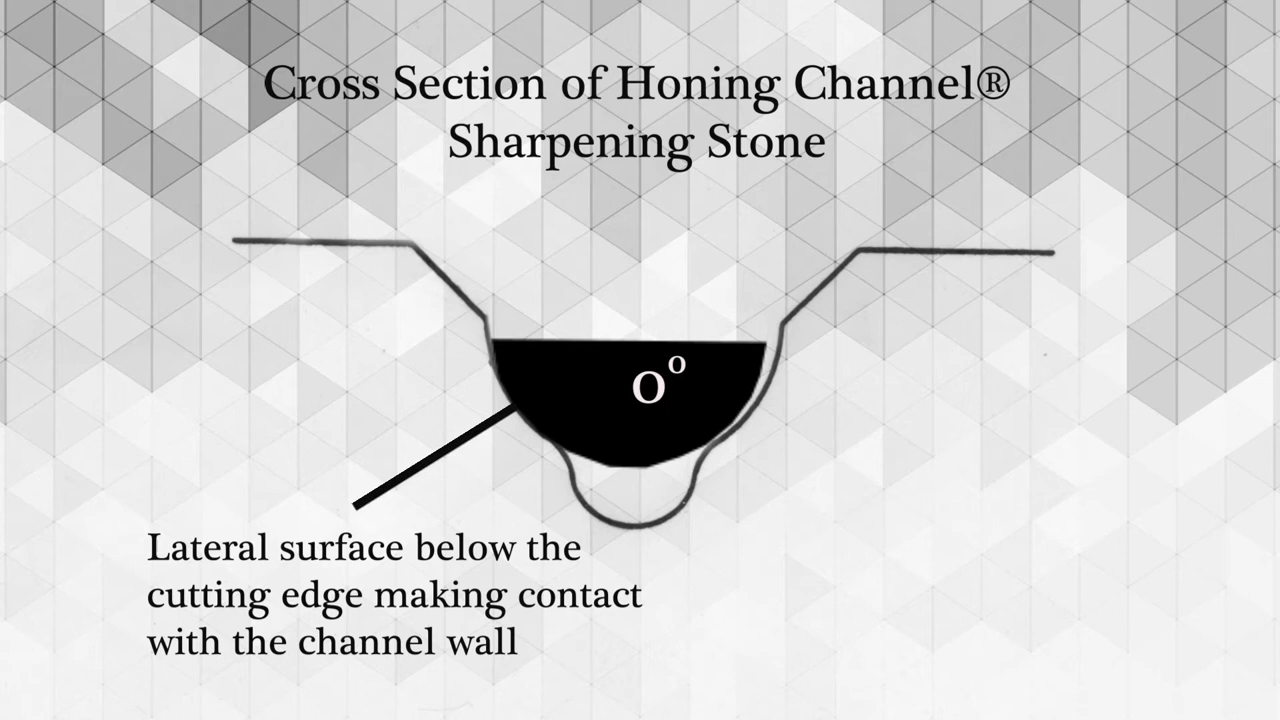 Cross Section of Honing Channel®
Sharpening Stone
0°
Lateral surface below the
cutting edge making contact
with the channel wall